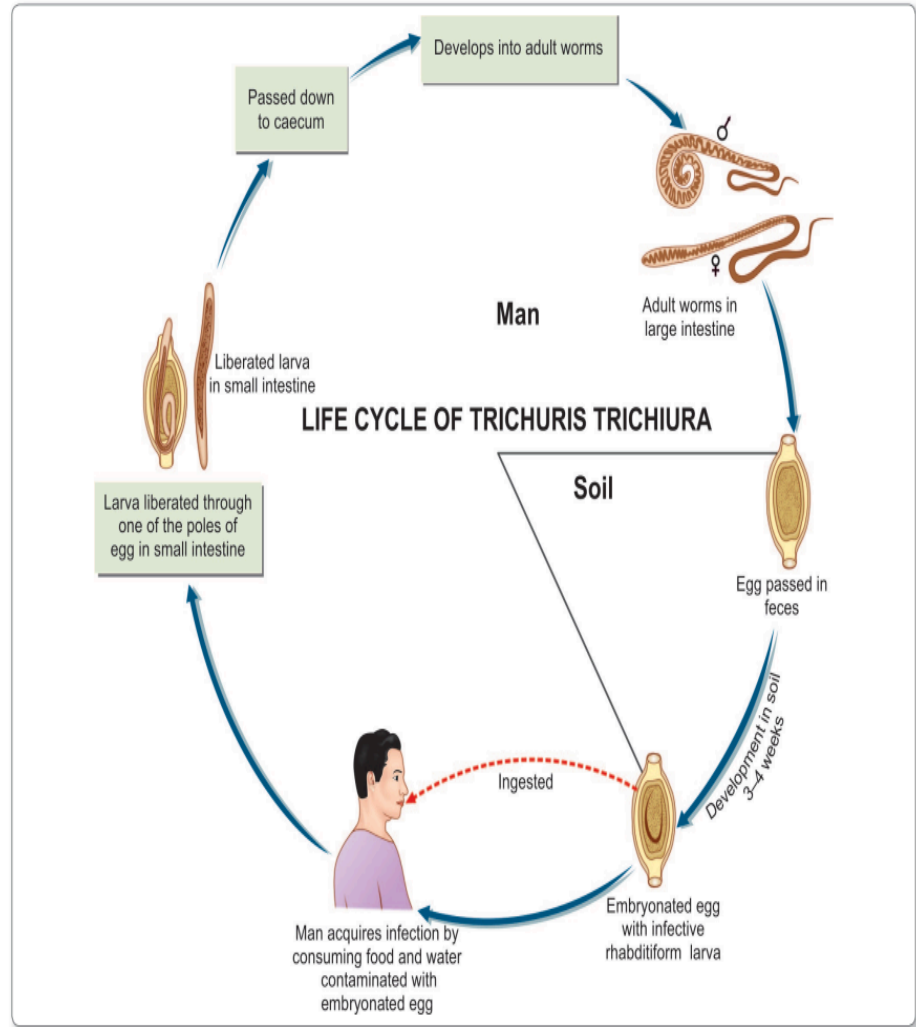 Develops into adult worms
Passed down
to caecum
♂
♀
Adult worms in
large intestine
Man
Liberated larva
in small intestine
LIFE CYCLE OF TRICHURIS TRICHIURA
Soil
Larva liberated through
one of the poles of
egg in small intestine
Egg passed in
feces
Development in soil
3–4 weeks
Ingested
Embryonated egg
with infective
rhabditiform larva
Man acquires infection by
consuming food and water
contaminated with
embryonated egg